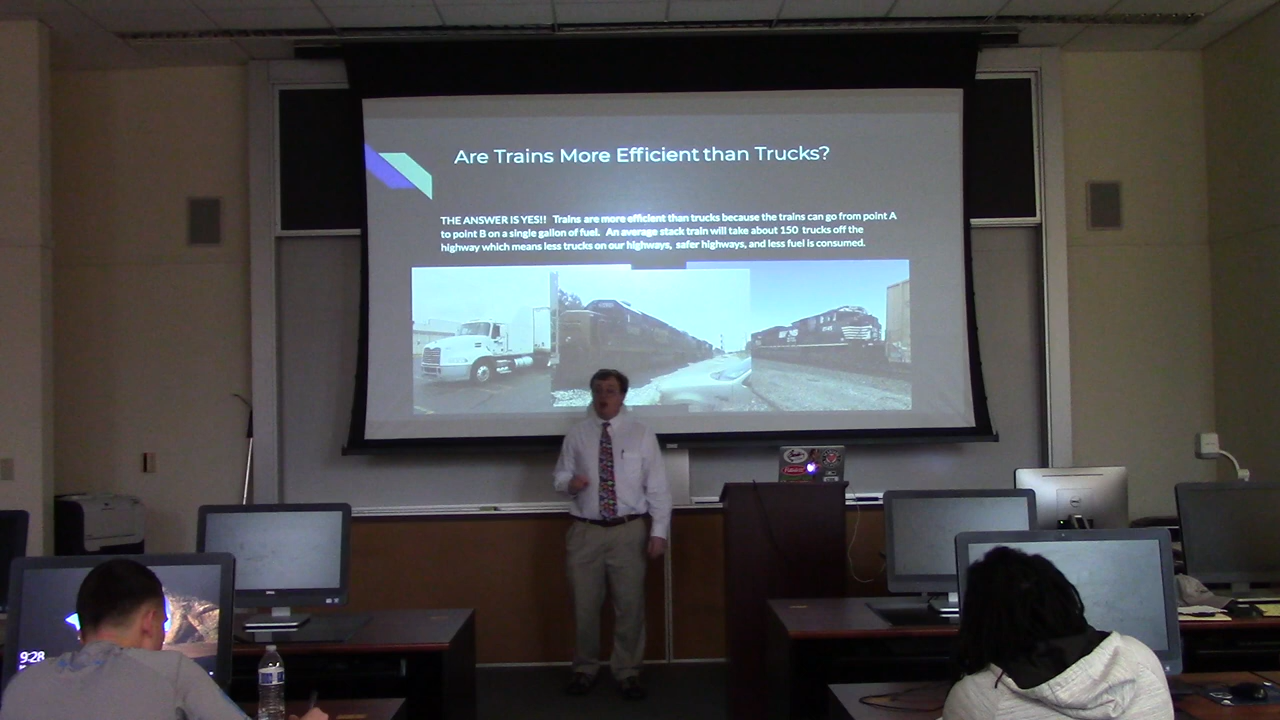 Are Trains More Efficient than Trucks?
THE ANSWER IS YES!! Trains are more efficient than trucks because the trains can go from point A
to point B on a single gallon of fuel. An average stack train will take about 150 trucks off the
highway which means less trucks on our highways, safer highways, and less fuel is consumed.
9:28